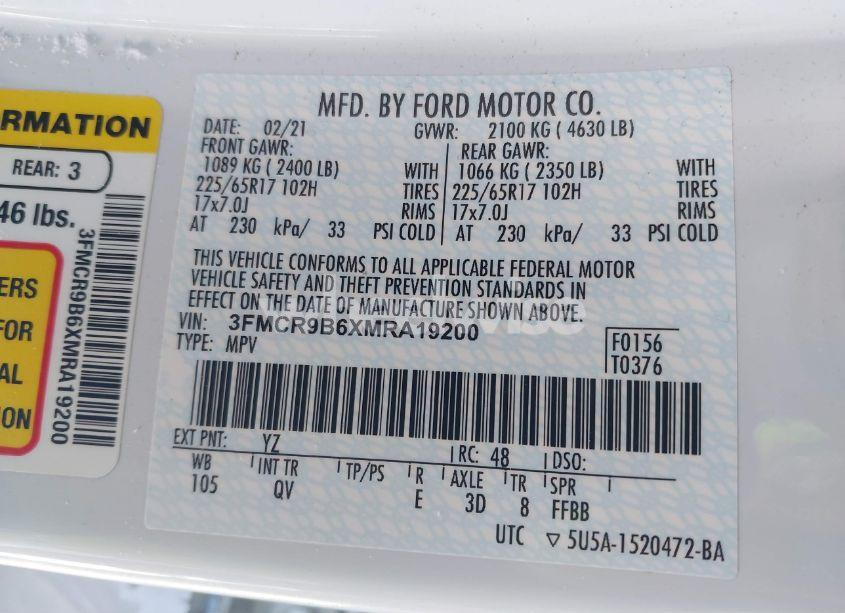 RMATION
REAR: 3
46 lbs.
ERS
FOR
AL
ION
3FMCR9B6XMRA19200
MFD. BY FORD MOTOR CO.
DATE: 02/21 GVWR: 2100 KG ( 4630 LB)
FRONT GAWR: REAR GAWR:
1089 KG ( 2400 LB) WITH 1066 KG ( 2350 LB) WITH
225/65R17 102H TIRES 225/65R17 102H TIRES
17x7.0J RIMS 17x7.0J RIMS
AT 230 kPa/ 33 PSI COLD AT 230 kPa/ 33 PSI COLD
THIS VEHICLE CONFORMS TO ALL APPLICABLE FEDERAL MOTOR
VEHICLE SAFETY AND THEFT PREVENTION STANDARDS IN
EFFECT ON THE DATE OF MANUFACTURE SHOWN ABOVE.
VIN: 3FMCR9B6XMRA19200
TYPE: MPV
F0156
T0376
EXT PNT: YZ RC: 48 DSO:
WB INT TR TP/PS R AXLE TR SPR
105 QV E 3D 8 FFBB
UTC ▽ 5U5A-1520472-BA